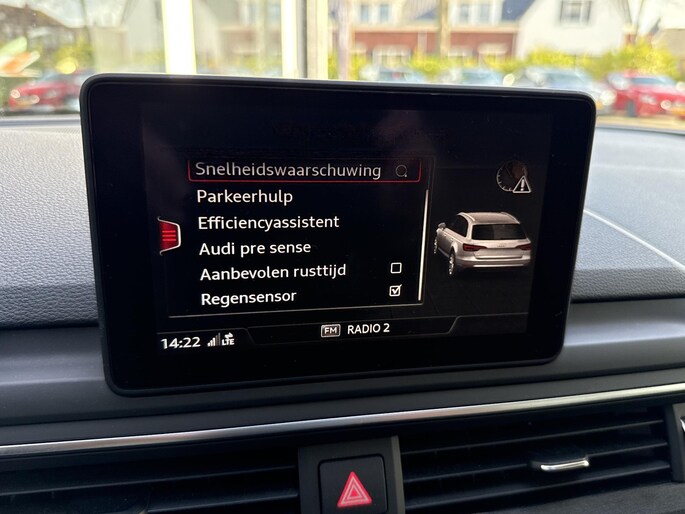 Snelheidswaarschuwing
Parkeerhulp
Efficiencyassistent
Audi pre sense
Aanbevolen rusttijd
Regensensor
14:22 LTE
FM RADIO 2